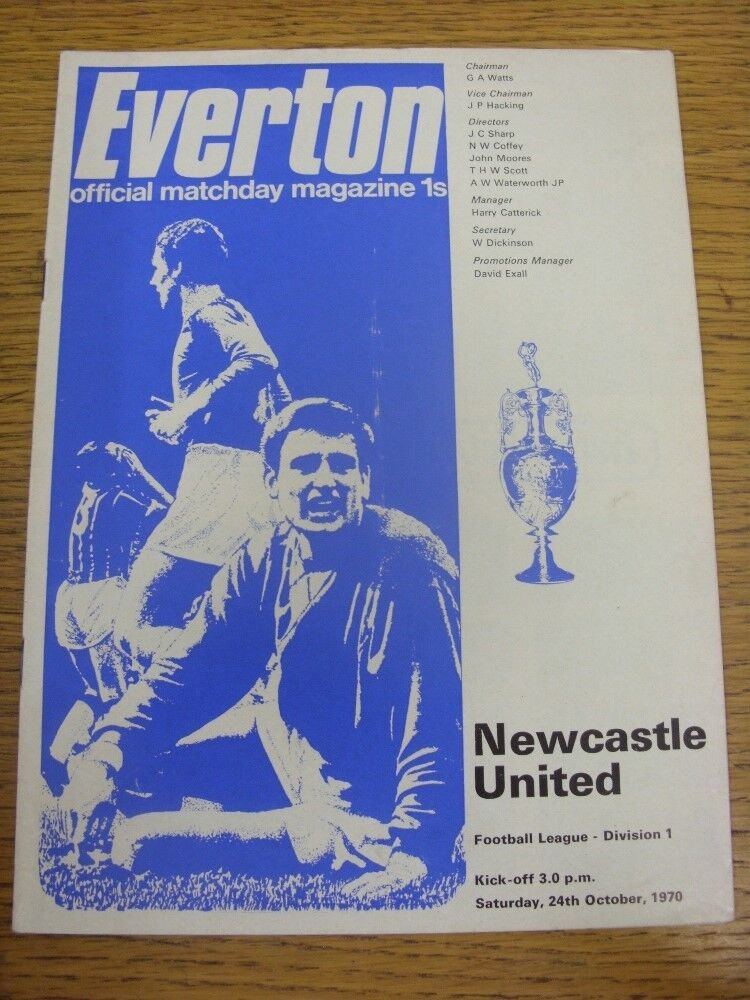 Everton
official matchday magazine 1s
Chairman
G A Watts
Vice Chairman
J P Hacking
Directors
J C Sharp
N W Coffey
John Moores
T H W Scott
A W Waterworth JP
Manager
Harry Catterick
Secretary
W Dickinson
Promotions Manager
David Exall
Newcastle
United
Football League - Division 1
Kick-off 3.0 p.m.
Saturday, 24th October, 1970